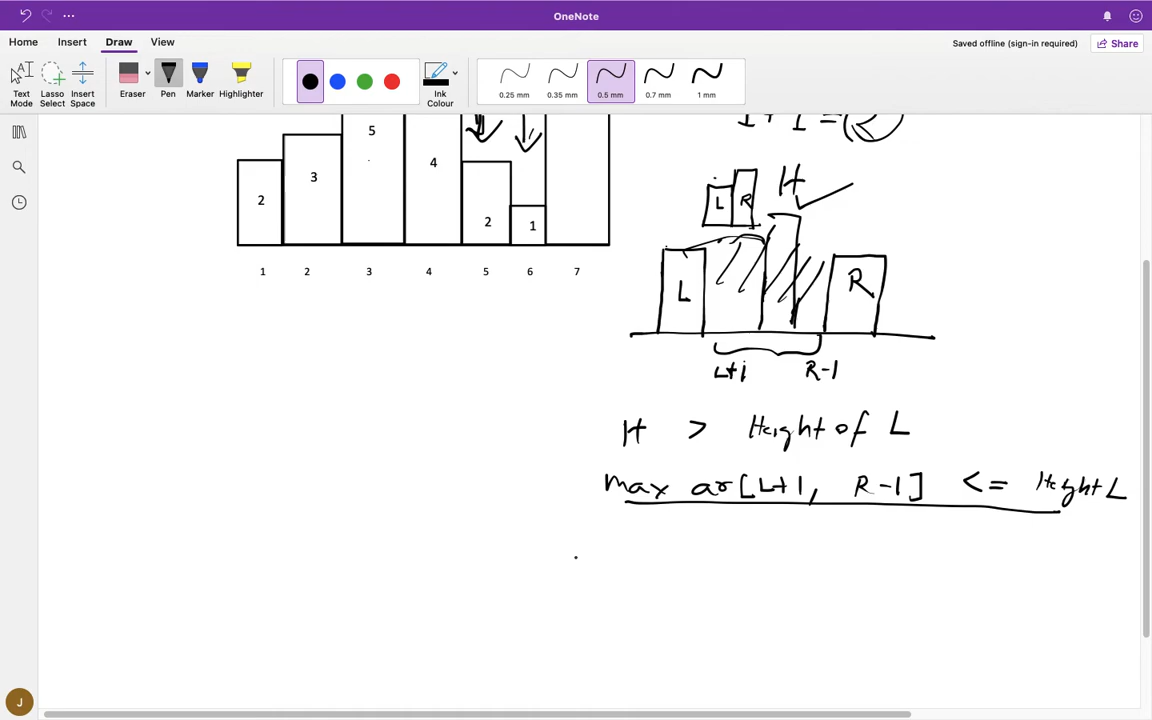 OneNote
Home Insert Draw View
Saved offline (sign-in required)
Share
Text Mode
Lasso Select
Insert Space
Eraser
Pen
Marker
Highlighter
Ink Colour
0.25 mm
0.35 mm
0.5 mm
0.7 mm
1 mm
1 + 1 = 2
5
4
3
2
2
1
1 2 3 4 5 6 7
H
L R
L R
L+1 R-1
H > Height of L
max ar[L+1, R-1] <= Height L
J